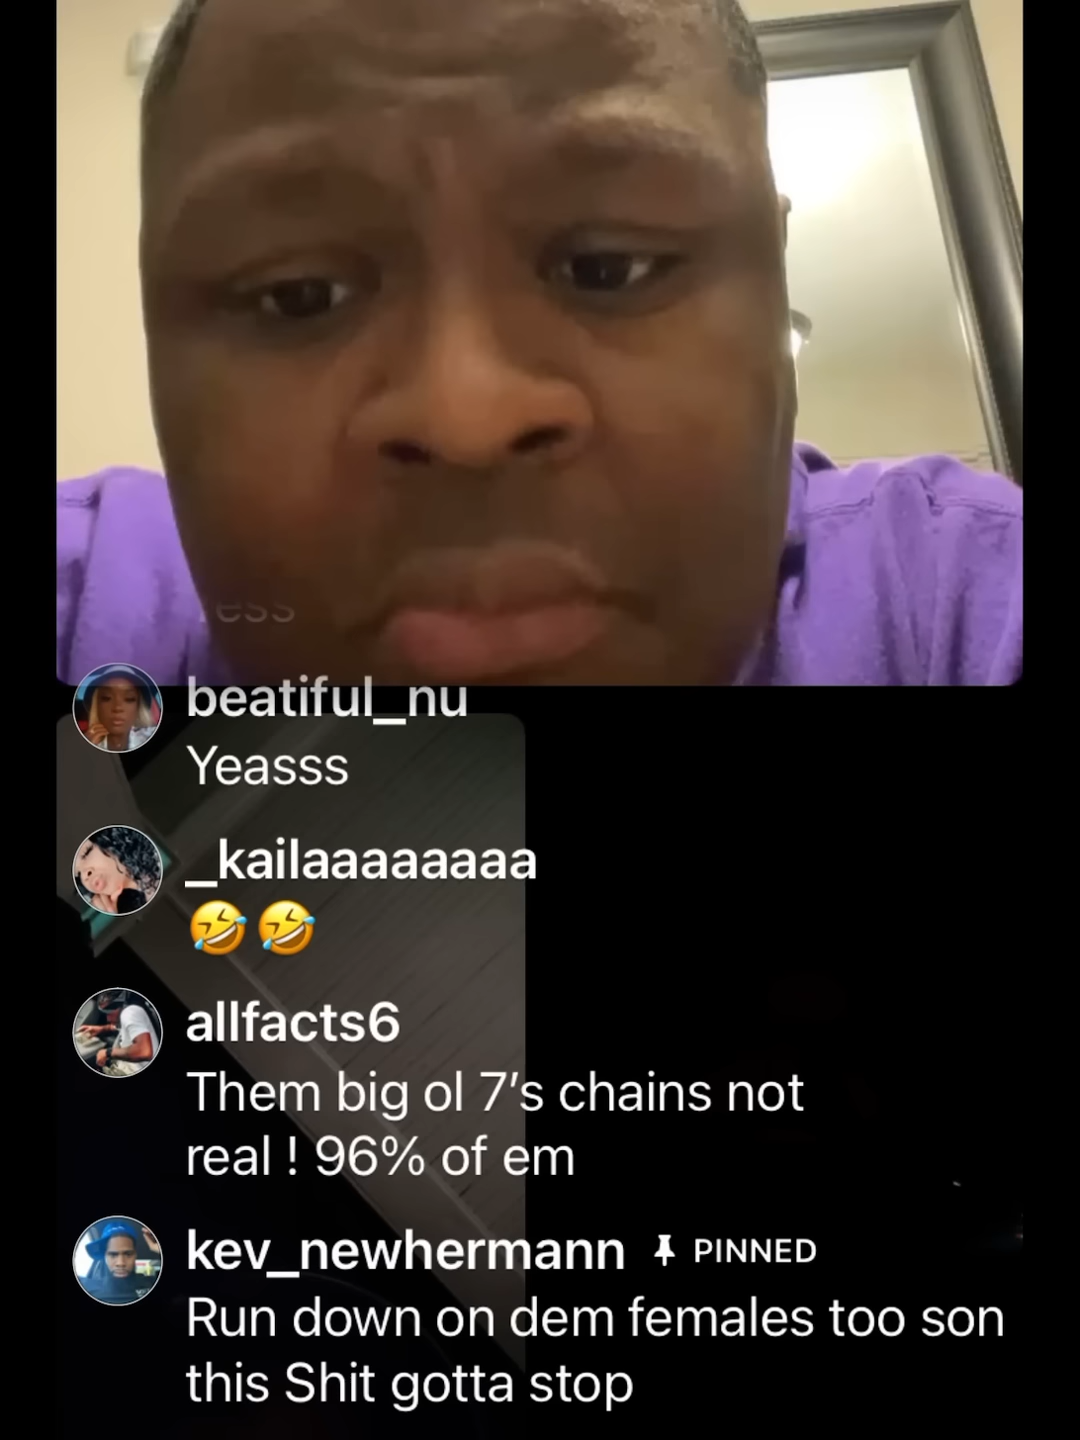 beatiful_nu
Yeasss
_kailaaaaaaaa
🤣🤣
allfacts6
Them big ol 7’s chains not
real ! 96% of em
kev_newhermann PINNED
Run down on dem females too son
this Shit gotta stop